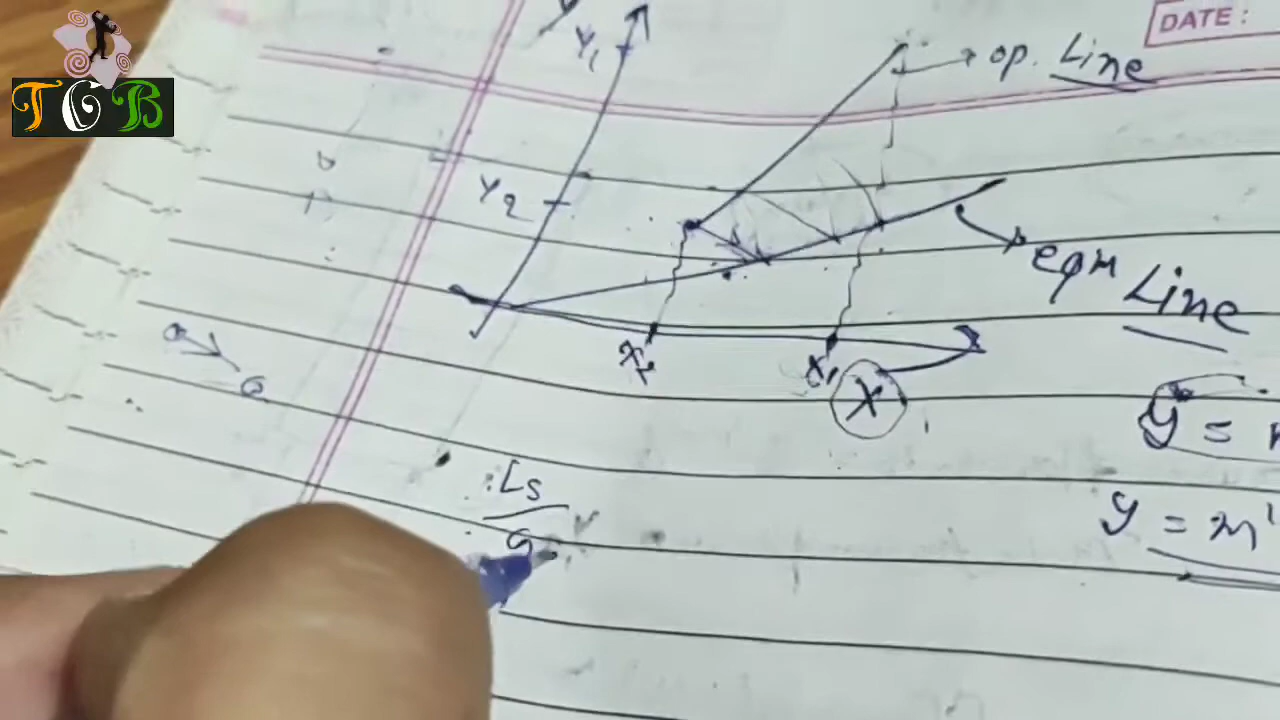 TGB
DATE :
Y1
op. Line
Y2
eqm Line
x2
x1
X
y =
Ls
G
y = m'